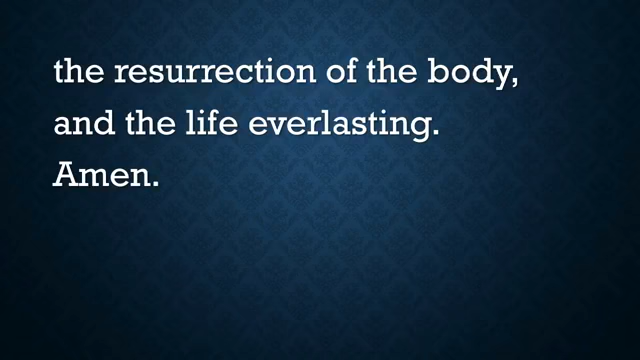 the resurrection of the body,
and the life everlasting.
Amen.